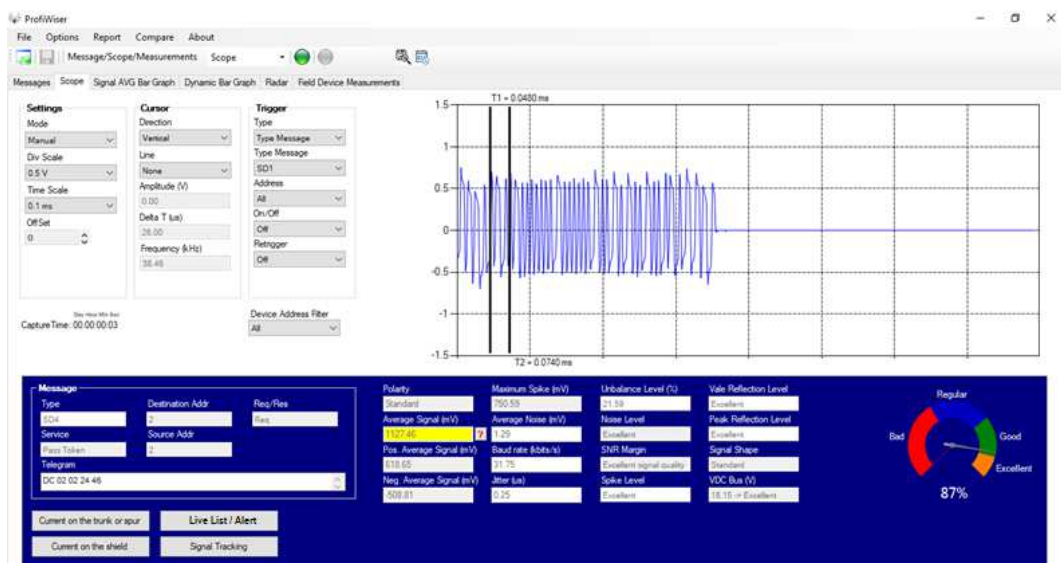 ProfiWiser
File Options Report Compare About
Message/Scope/Measurements Scope
Messages Scope Signal AVG Bar Graph Dynamic Bar Graph Radar Field Device Measurements
Settings
Mode
Manual
Div Scale
0.5 V
Time Scale
0.1 ms
OffSet
0
Cursor
Direction
Vertical
Line
None
Amplitude (V)
0.00
Delta T (us)
26.00
Frequency (kHz)
38.46
Trigger
Type
Type Message
Type Message
SD1
Address
All
On/Off
Off
Retrigger
Off
Day Hour Min Sec
Capture Time: 00:00:00:03
Device Address Filter
All
T1 = 0.0480 ms
1.5
1
0.5
0
-0.5
-1
-1.5
T2 = 0.0740 ms
Message
Type
SD4
Destination Addr
2
Req/Res
Req
Service
Pass Token
Source Addr
2
Telegram
DC 02 02 24 46
Current on the trunk or spur
Live List / Alert
Current on the shield
Signal Tracking
Polarity
Standard
Average Signal (mV)
1127.46
?
Pos. Average Signal (mV)
618.65
Neg. Average Signal (mV)
-508.81
Maximum Spike (mV)
750.59
Average Noise (mV)
1.29
Baud rate (kbits/s)
31.75
Jitter (us)
0.25
Unbalance Level (%)
21.59
Noise Level
Excellent
SNR Margin
Excellent signal quality
Spike Level
Excellent
Vale Reflection Level
Excellent
Peak Reflection Level
Excellent
Signal Shape
Standard
VDC Bus (V)
18.15 -> Excellent
Regular
Bad
Good
Excellent
87%